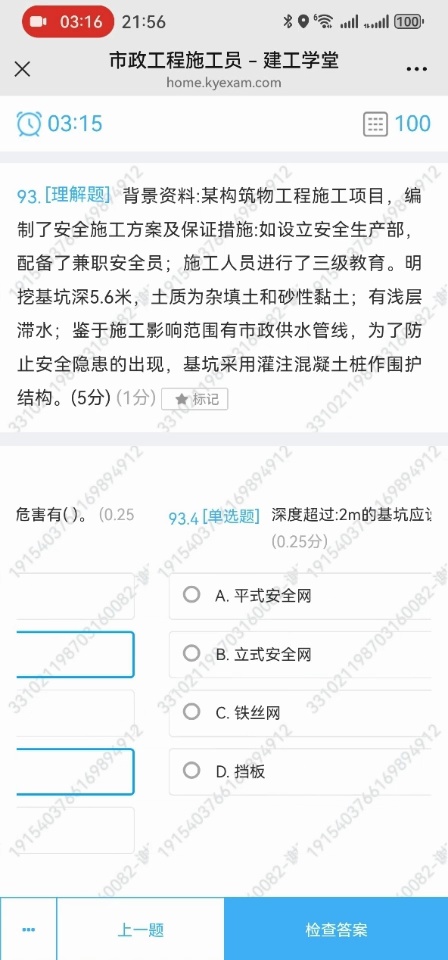 03:16 21:56 6 100
市政工程施工员 – 建工学堂
home.kyexam.com
03:15 100
93.[理解题] 背景资料:某构筑物工程施工项目，编
制了安全施工方案及保证措施:如设立安全生产部，
配备了兼职安全员；施工人员进行了三级教育。明
挖基坑深5.6米，土质为杂填土和砂性黏土；有浅层
滞水；鉴于施工影响范围有市政供水管线，为了防
止安全隐患的出现，基坑采用灌注混凝土桩作围护
结构。(5分) (1分) 标记
危害有( )。 (0.25
93.4 [单选题] 深度超过:2m的基坑应
(0.25分)
A. 平式安全网
B. 立式安全网
C. 铁丝网
D. 挡板
上一题
检查答案